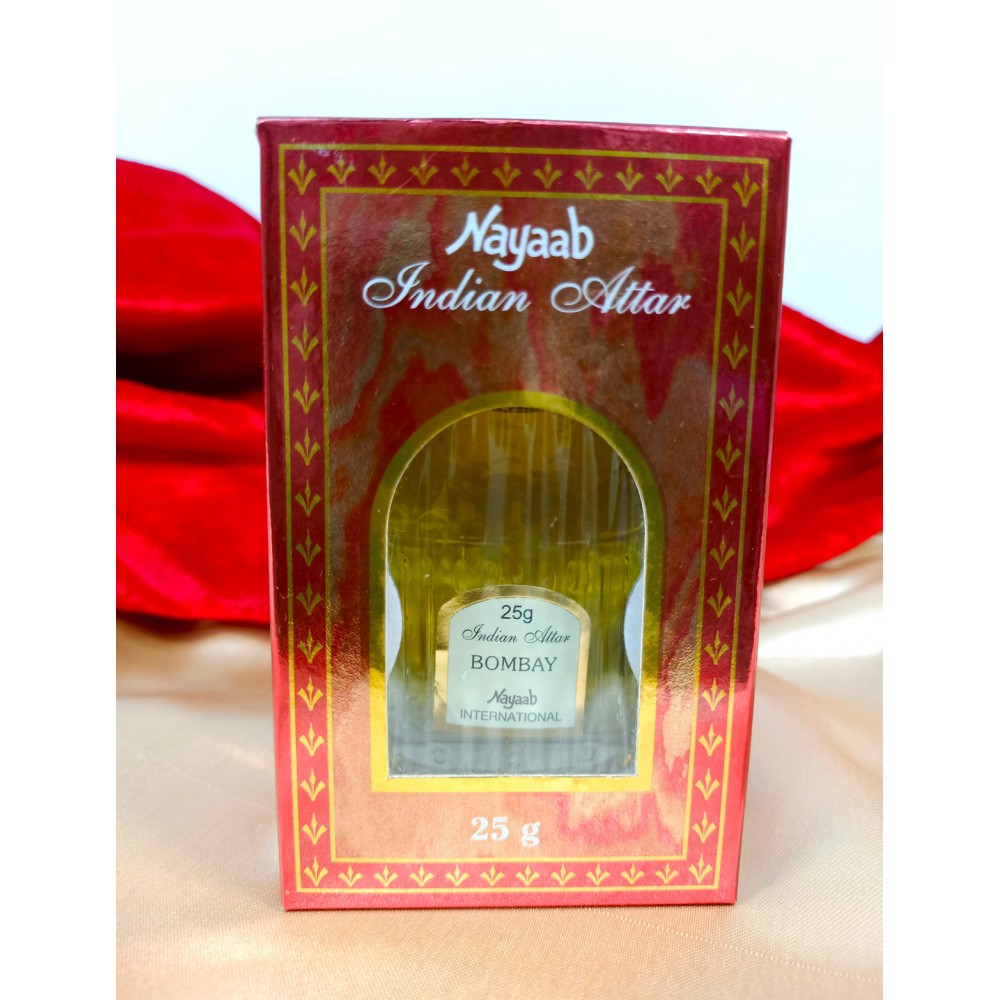 Nayaab
Indian Attar
25g
Indian Attar
BOMBAY
Nayaab
INTERNATIONAL
25 g